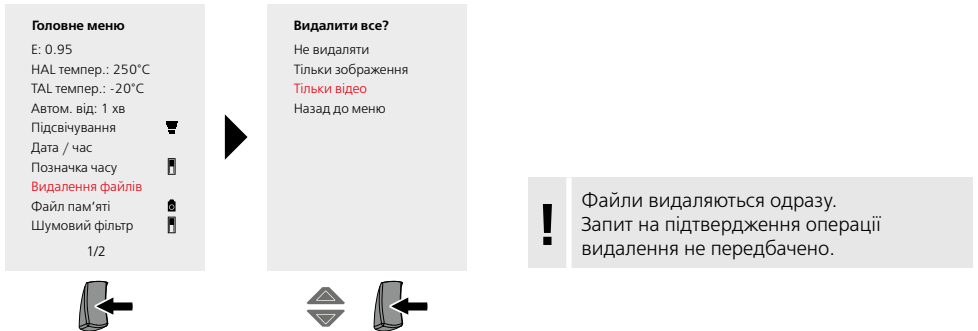 Головне меню
E: 0.95
HAL темпер.: 250°C
TAL темпер.: -20°C
Автом. від: 1 хв
Підсвічування
Дата / час
Позначка часу
Видалення файлів
Файл пам’яті
Шумовий фільтр
1/2
Видалити все?
Не видаляти
Тільки зображення
Тільки відео
Назад до меню
!
Файли видаляються одразу.
Запит на підтвердження операції
видалення не передбачено.